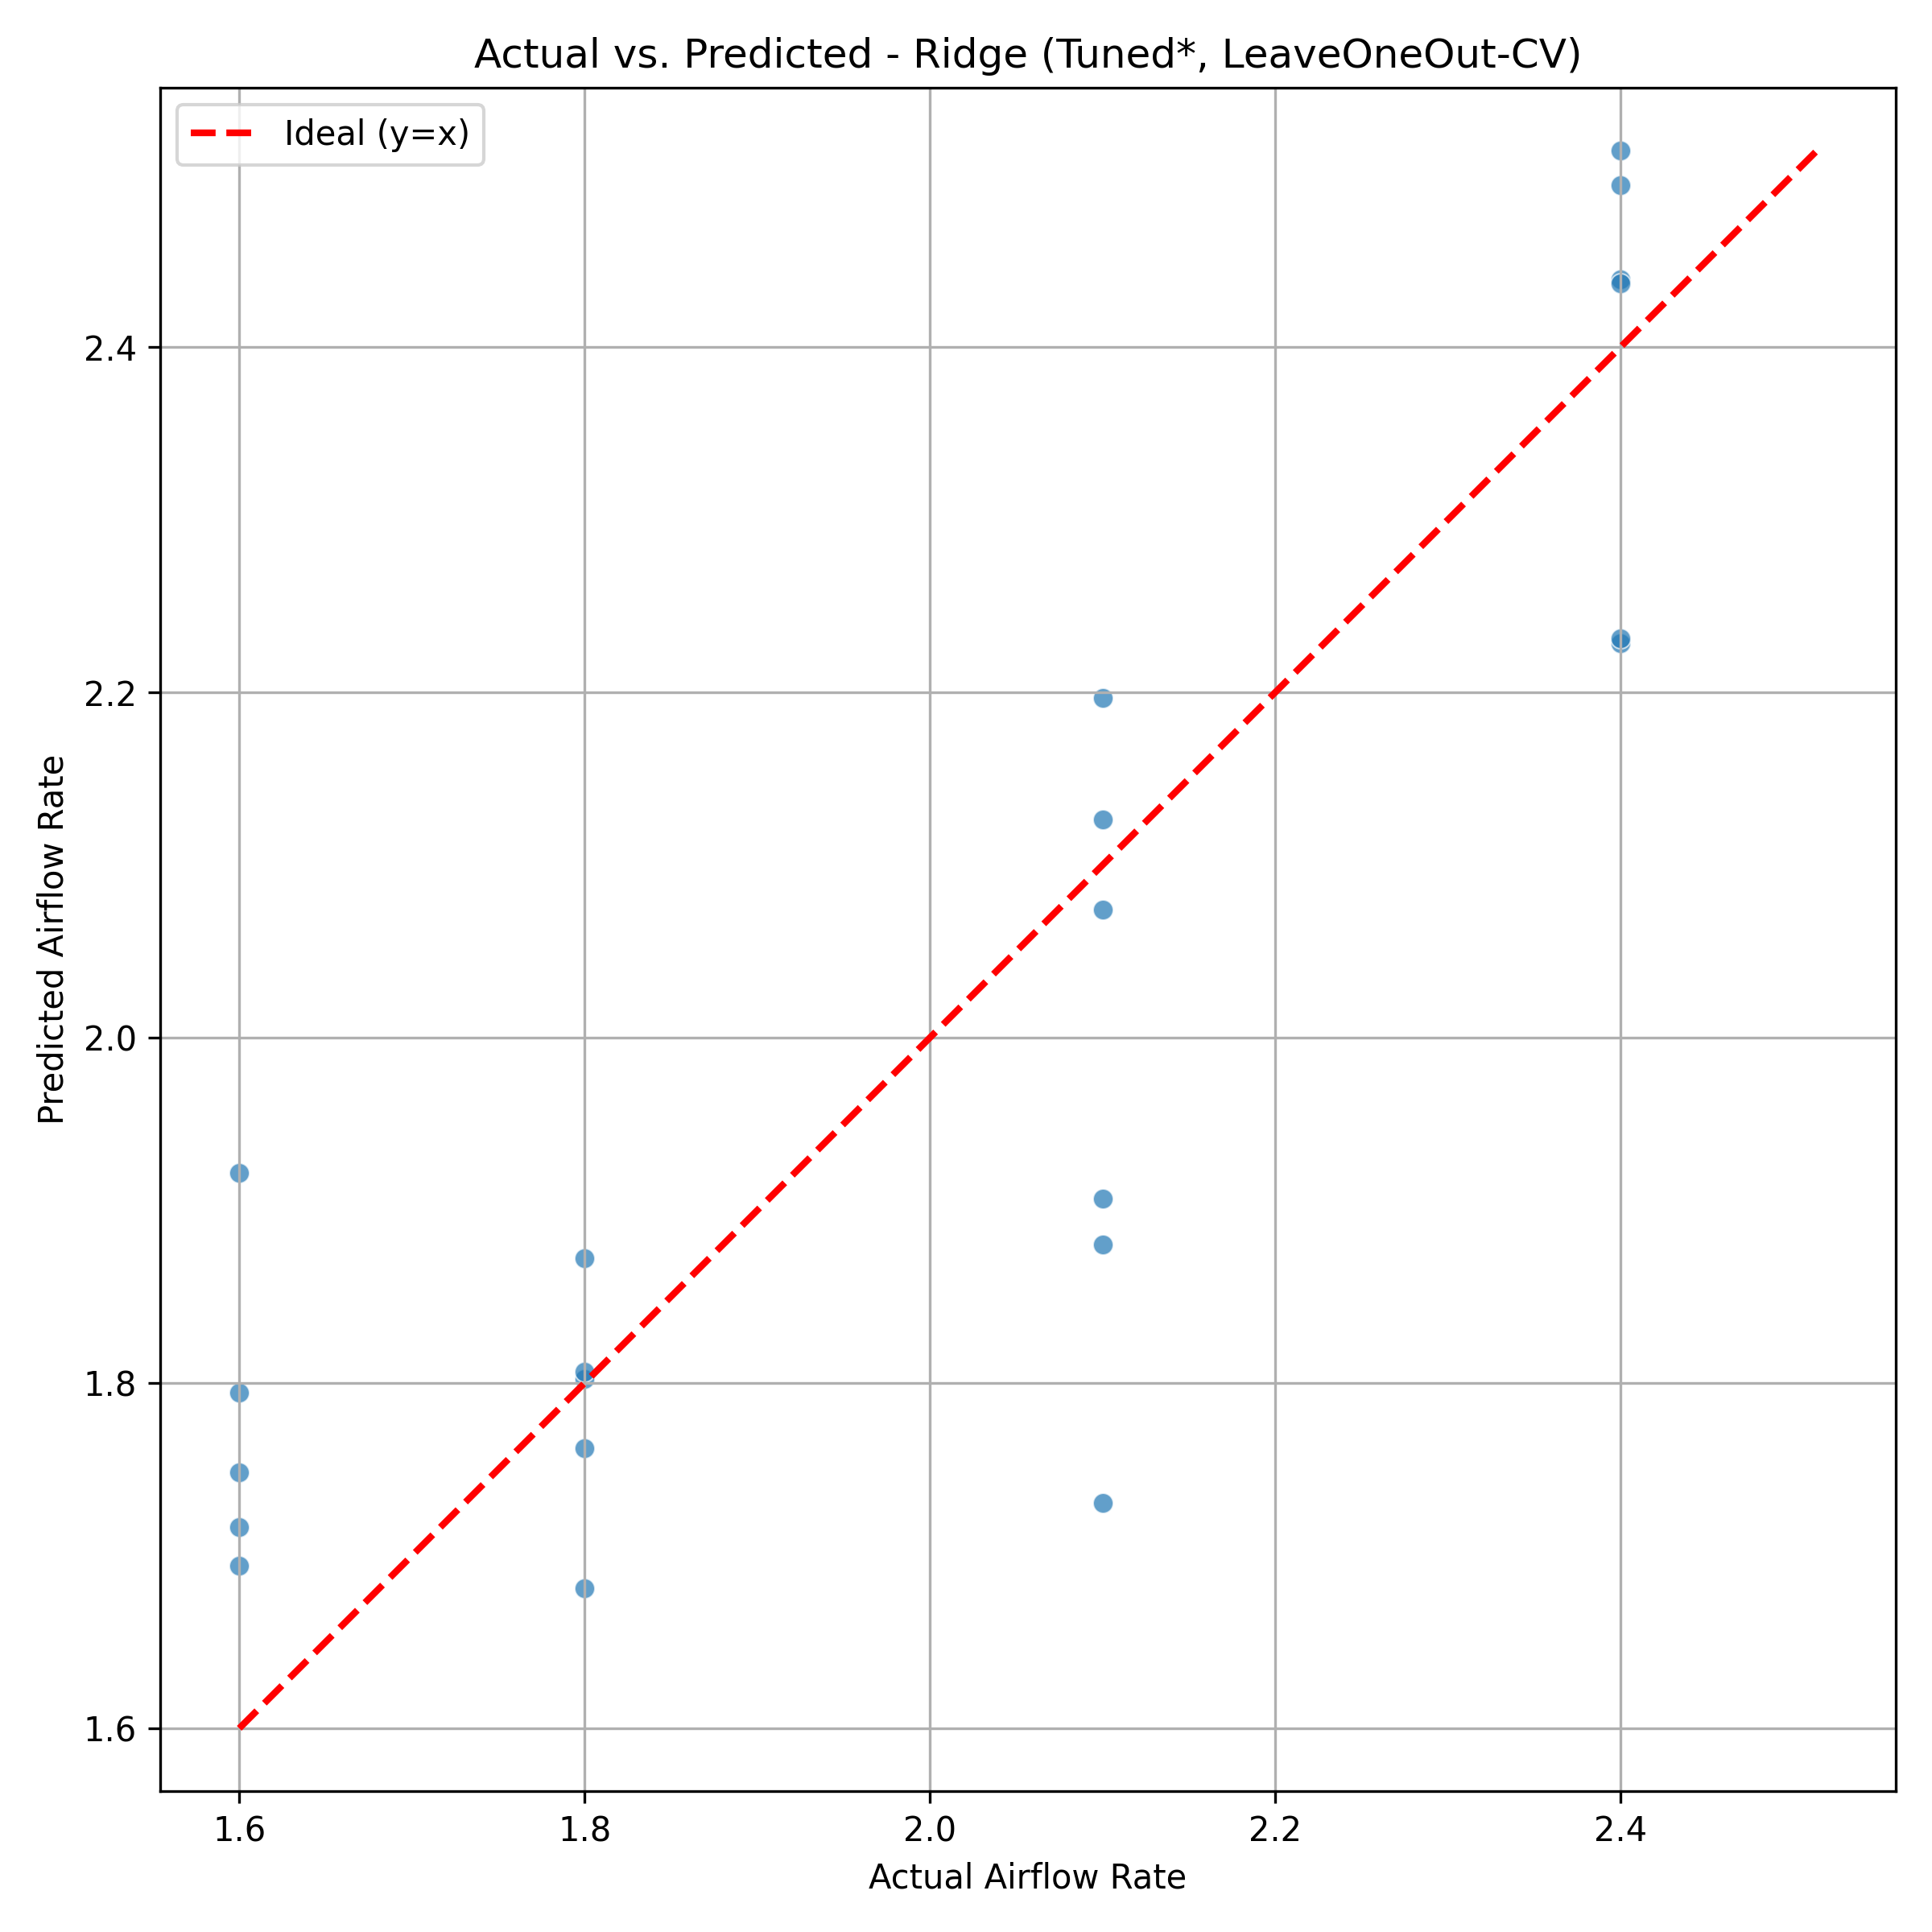 Actual vs. Predicted - Ridge (Tuned*, LeaveOneOut-CV)
Ideal (y=x)
Predicted Airflow Rate
2.4
2.2
2.0
1.8
1.6
1.6 1.8 2.0 2.2 2.4
Actual Airflow Rate